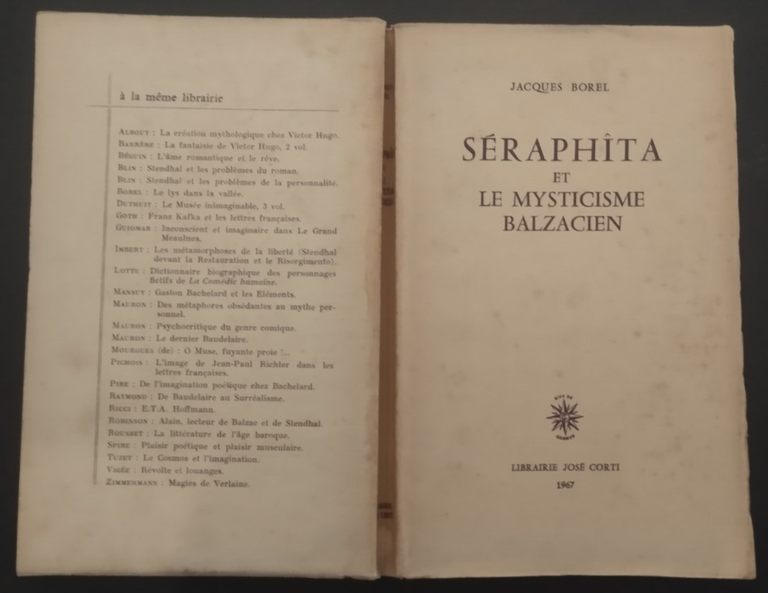 à la même librairie
ALBOUY : La création mythologique chez Victor Hugo.
BARRÈRE : La fantaisie de Victor Hugo, 2 vol.
BÉGUIN : L'âme romantique et le rêve.
BLIN : Stendhal et les problèmes du roman.
BLIN : Stendhal et les problèmes de la personnalité.
BOREL : Le lys dans la vallée.
DUTHUIT : Le Musée inimaginable, 3 vol.
GOTH : Franz Kafka et les lettres françaises.
GUIOMAR : Inconscient et imaginaire dans Le Grand
Meaulnes.
IMBERT : Les métamorphoses de la liberté (Stendhal
devant la Restauration et le Risorgimento).
LOTTE : Dictionnaire biographique des personnages
fictifs de La Comédie humaine.
MANSUY : Gaston Bachelard et les Eléments.
MAURON : Des métaphores obsédantes au mythe per-
sonnel.
MAURON : Psychocritique du genre comique.
MAURON : Le dernier Baudelaire.
MOURGUES (de) : O Muse, fuyante proie !...
PICHOIS : L'image de Jean-Paul Richter dans les
lettres françaises.
PIRE : De l'imagination poétique chez Bachelard.
RAYMOND : De Baudelaire au Surréalisme.
RICCI : E.T.A. Hoffmann.
ROBINSON : Alain, lecteur de Balzac et de Stendhal.
ROUSSET : La littérature de l'âge baroque.
SPIRE : Plaisir poétique et plaisir musculaire.
TUZET : Le Cosmos et l'imagination.
VIGÉE : Révolte et louanges.
ZIMMERMANN : Magies de Verlaine.
JACQUES BOREL
SÉRAPHÎTA
ET
LE MYSTICISME
BALZACIEN
LIBRAIRIE JOSÉ CORTI
1967